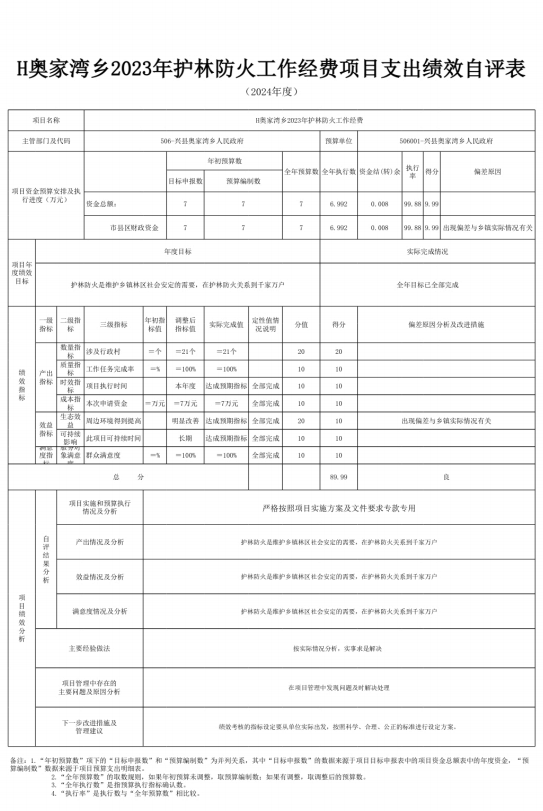 H奥家湾乡2023年护林防火工作经费项目支出绩效自评表
（2024年度）
项目名称 H奥家湾乡2023年护林防火工作经费
主管部门及代码 506-兴县奥家湾乡人民政府 预算单位 506001-兴县奥家湾乡人民政府
项目资金预算安排及执行进度（万元） 年初预算数 全年预算数 全年执行数 资金结(转)余 执行率 得分 偏差原因
目标申报数 预算编制数
资金总额: 7 7 7 6.992 0.008 99.88 9.99
市县区财政资金 7 7 7 6.992 0.008 99.88 9.99 出现偏差与乡镇实际情况有关
项目年度绩效目标 年度目标 实际完成情况
护林防火是维护乡镇林区社会安定的需要，在护林防火关系到千家万户 全年目标已全部完成
绩效指标 一级指标 二级指标 三级指标 年初指标值 调整后指标值 实际完成值 定性值情况说明 分值 得分 偏差原因分析及改进措施
产出指标 数量指标 涉及行政村 ＝个 ＝21个 ＝21个 20 20
质量指标 工作任务完成率 ＝% ＝100% ＝100% 10 10
时效指标 项目执行时间 本年度 达成预期指标 全部完成 10 10
成本指标 本次申请资金 ＝万元 ＝7万元 ＝7万元 全部完成 10 10
效益指标 生态效益 周边环境得到提高 明显改善 达成预期指标 全部完成 20 10 出现偏差与乡镇实际情况有关
可持续影响 此项目可持续时间 长期 达成预期指标 全部完成 10 10
群众满意度 ＝% ＝100% ＝100% 全部完成 10 10
总 分 89.99 良
项目绩效分析 自评结果分析 项目实施和预算执行情况及分析 严格按照项目实施方案及文件要求专款专用
产出情况及分析 护林防火是维护乡镇林区社会安定的需要，在护林防火关系到千家万户
效益情况及分析 护林防火是维护乡镇林区社会安定的需要，在护林防火关系到千家万户
满意度情况及分析 护林防火是维护乡镇林区社会安定的需要，在护林防火关系到千家万户
主要经验做法 按实际情况分析，实事求是解决
项目管理中存在的主要问题及原因分析 在项目管理中发现问题及时解决处理
下一步改进措施及管理建议 绩效考核的指标设定要从单位实际出发，按照科学、合理、公正的标准进行设定方案。
备注：1.“年初预算数”项下的“目标申报数”和“预算编制数”为并列关系，其中“目标申报数”的数据来源于项目目标申报表中的项目资金总额表中的年度资金，“预
算编制数”数据来源于项目预算支出明细表。
2.“全年预算数”的取数规则，如果年初预算未调整，取预算编制数；如果有调整，取调整后的预算数。
3.“全年执行数”是指预算执行指标确认数。
4.“执行率”是执行数与“全年预算数”相比较。